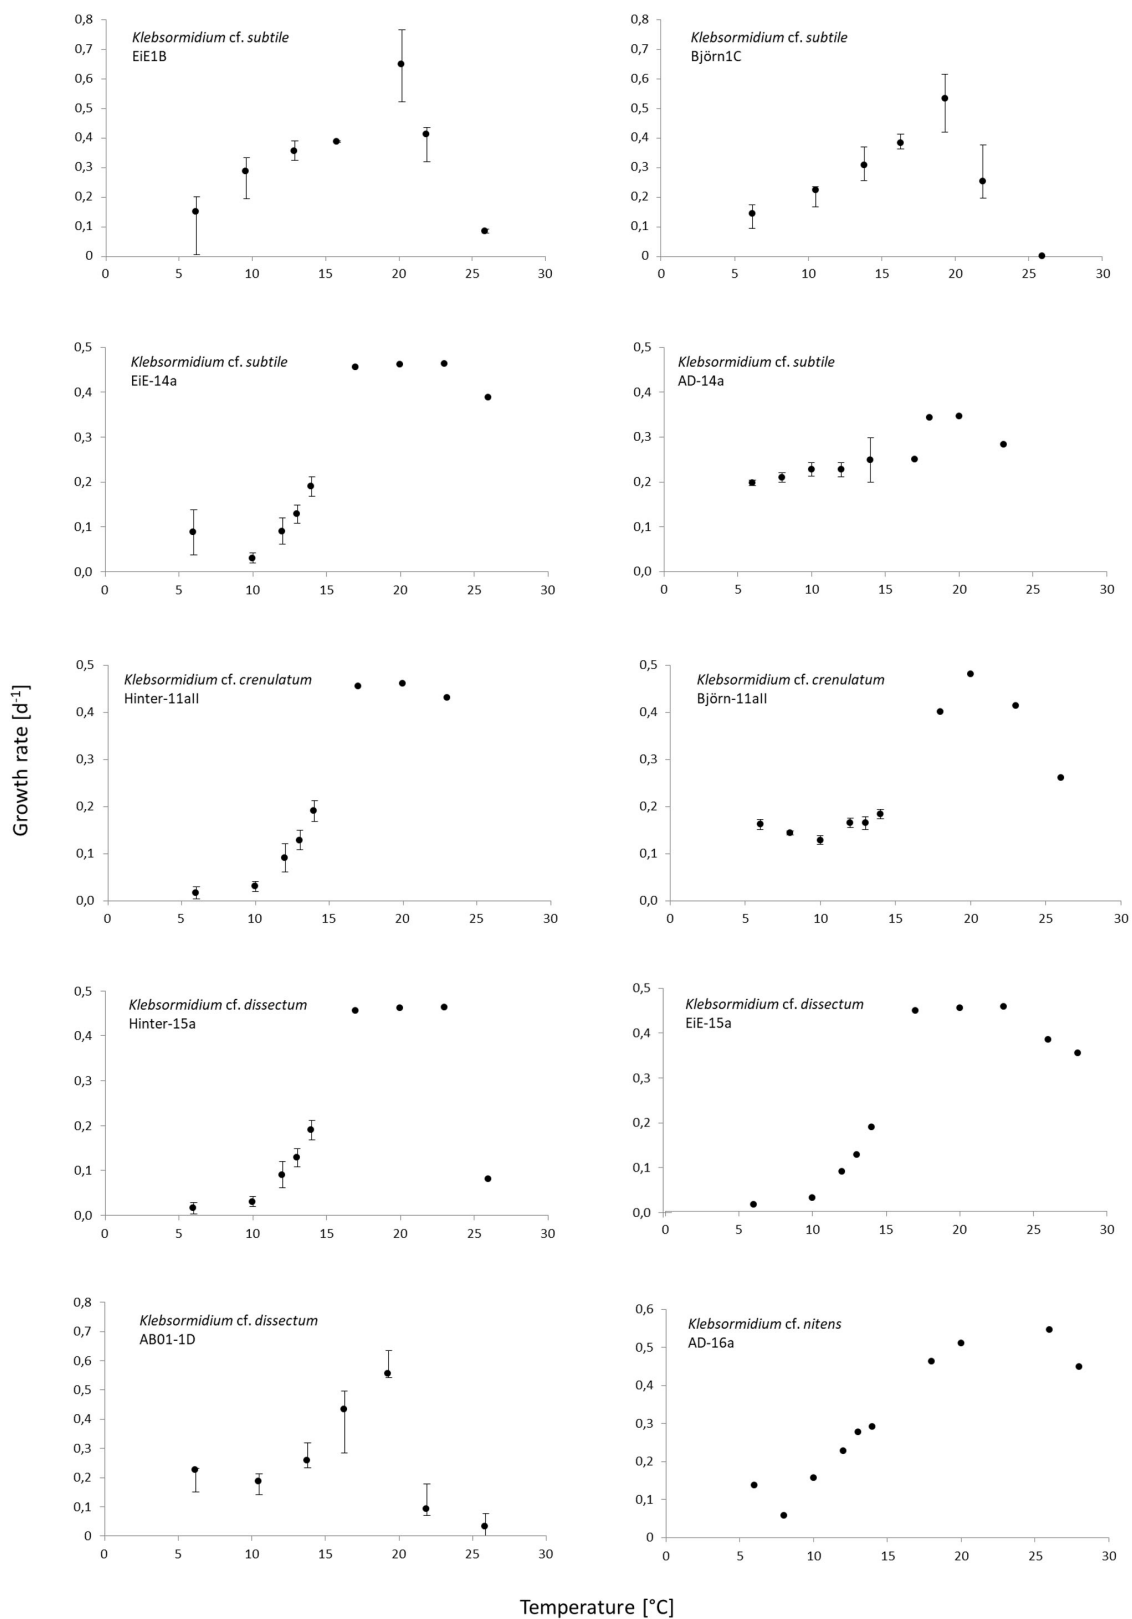 Klebsormidium cf. subtile
EiE1B
0,8
0,7
0,6
0,5
0,4
0,3
0,2
0,1
0
0 5 10 15 20 25 30
Klebsormidium cf. subtile
Björn1C
0,8
0,7
0,6
0,5
0,4
0,3
0,2
0,1
0
0 5 10 15 20 25 30
Klebsormidium cf. subtile
EiE-14a
0,5
0,4
0,3
0,2
0,1
0,0
0 5 10 15 20 25 30
Klebsormidium cf. subtile
AD-14a
0,5
0,4
0,3
0,2
0,1
0,0
0 5 10 15 20 25 30
Growth rate [d-1]
Klebsormidium cf. crenulatum
Hinter-11aII
0,5
0,4
0,3
0,2
0,1
0,0
0 5 10 15 20 25 30
Klebsormidium cf. crenulatum
Björn-11aII
0,5
0,4
0,3
0,2
0,1
0,0
0 5 10 15 20 25 30
Klebsormidium cf. dissectum
Hinter-15a
0,5
0,4
0,3
0,2
0,1
0,0
0 5 10 15 20 25 30
Klebsormidium cf. dissectum
EiE-15a
0,5
0,4
0,3
0,2
0,1
0,0
0 5 10 15 20 25 30
Klebsormidium cf. dissectum
AB01-1D
0,8
0,7
0,6
0,5
0,4
0,3
0,2
0,1
0
0 5 10 15 20 25 30
Klebsormidium cf. nitens
AD-16a
0,6
0,5
0,4
0,3
0,2
0,1
0
0 5 10 15 20 25 30
Temperature [°C]